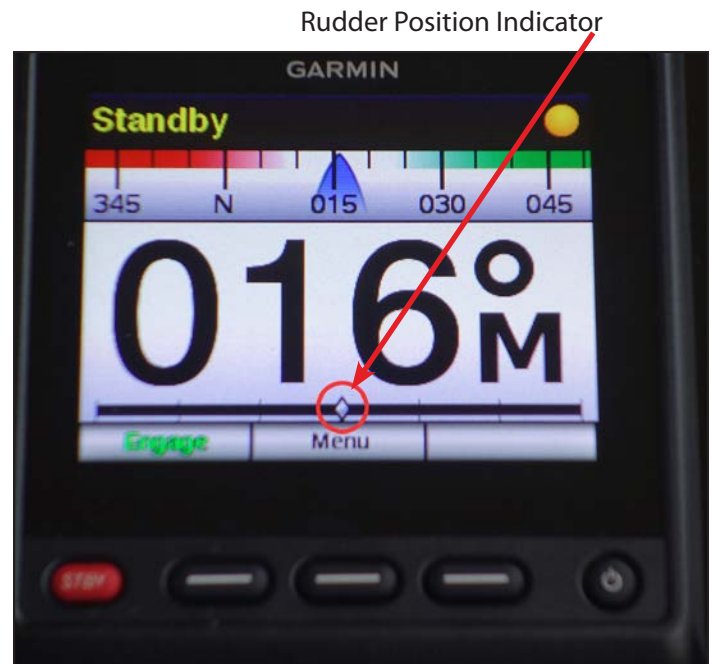 Rudder Position Indicator
GARMIN
Standby
345 N 015 030 045
016°M
Engage Menu
STBY